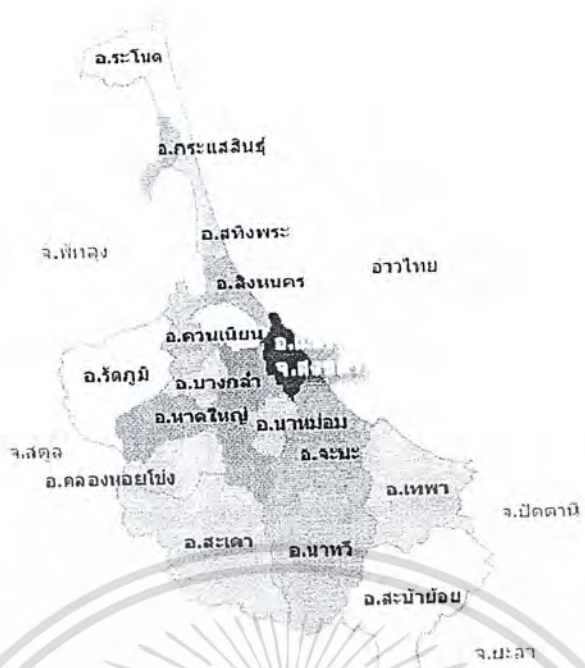 อ.ระโนด
อ.กระแสสินธุ์
อ.สทิงพระ
จ.พัทลุง
อ่าวไทย
อ.สิงหนคร
อ.ควนเนียน
อ.รัตภูมิ
อ.บางกล่ำ
อ.หาดใหญ่
อ.นาหม่อม
จ.สตูล
อ.จะนะ
อ.คลองหอยโข่ง
อ.เทพา
จ.ปัตตานี
อ.สะเดา
อ.นาทวี
อ.สะบ้าย้อย
จ.ยะลา